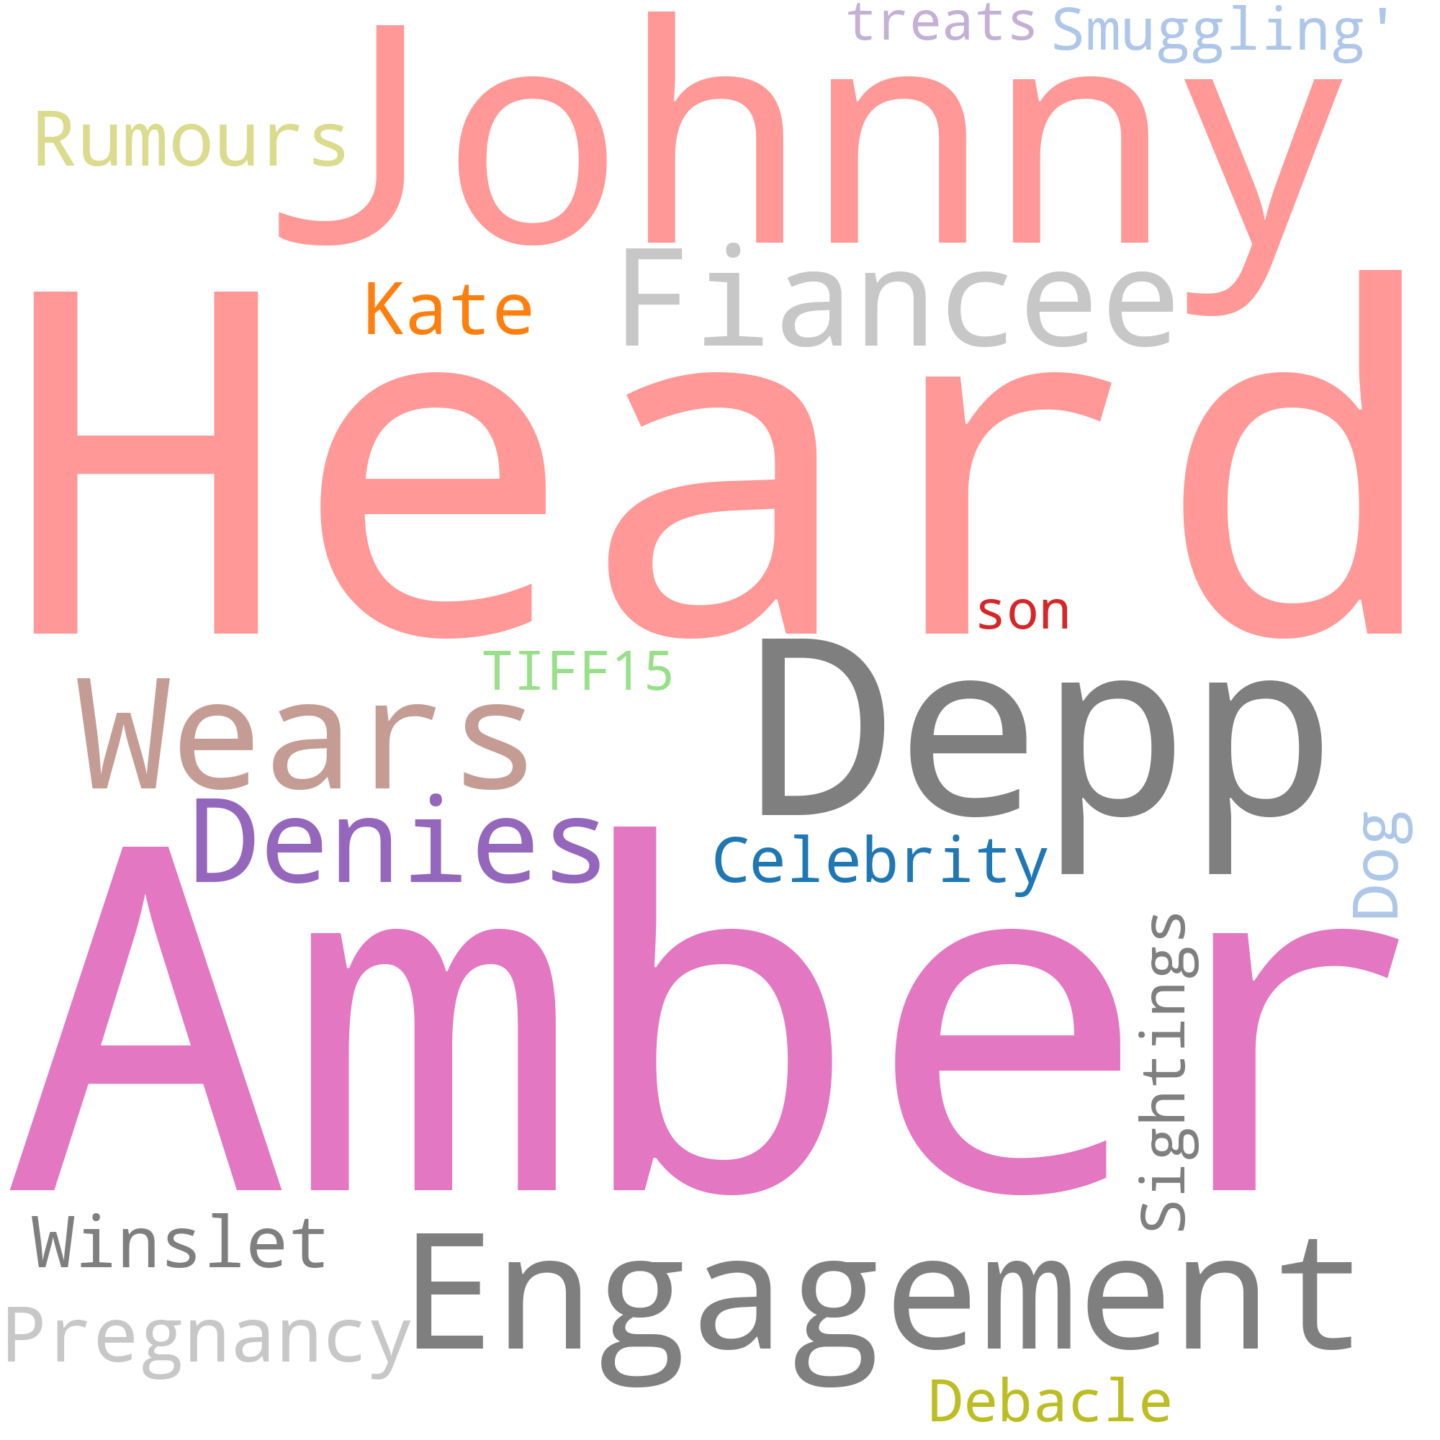 treats
Smuggling'
Johnny
Rumours
Fiancee
Kate
Heard
son
TIFF15
Depp
Wears
Denies
Celebrity
Dog
Amber
Sightings
Winslet
Engagement
Pregnancy
Debacle